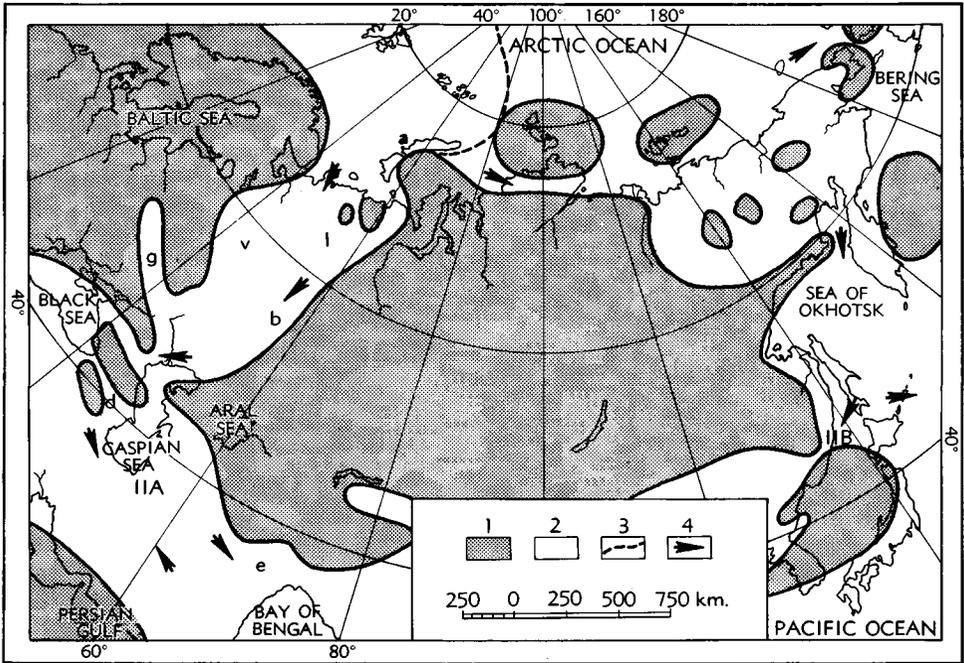 20° 40° 100° 160° 180°
ARCTIC OCEAN
BERING
SEA
BALTIC SEA
a
v
l
g
b
40°
BLACK
SEA
SEA OF
OKHOTSK
d
ARAL
SEA
CASPIAN
SEA
IIA
IIB
40°
e
1 2 3 4
250 0 250 500 750 km.
PERSIAN
GULF
BAY OF
BENGAL
PACIFIC OCEAN
60° 80°